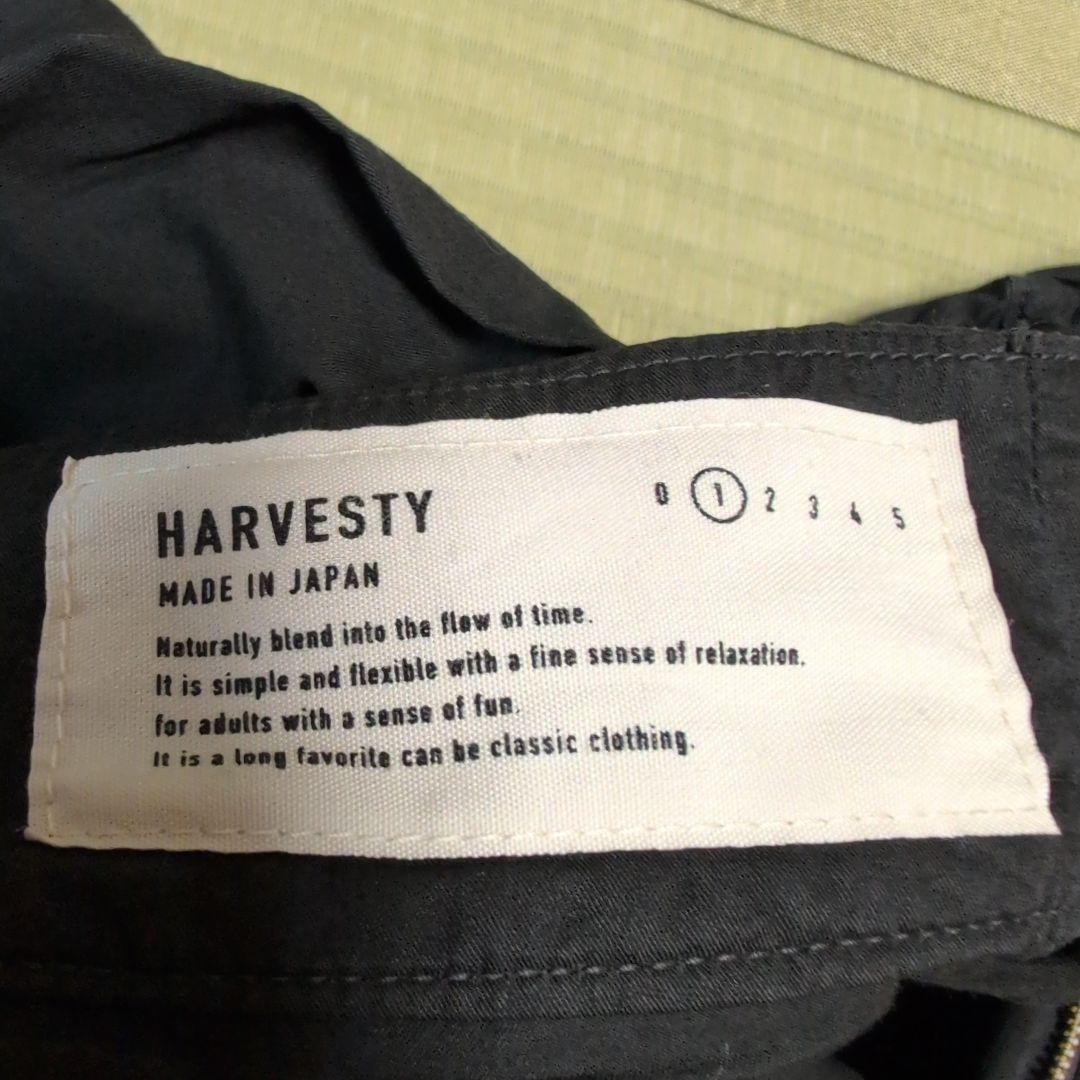 HARVESTY
0 1 2 3 4 5
MADE IN JAPAN
Naturally blend into the flow of time.
It is simple and flexible with a fine sense of relaxation.
for adults with a sense of fun.
It is a long favorite can be classic clothing.